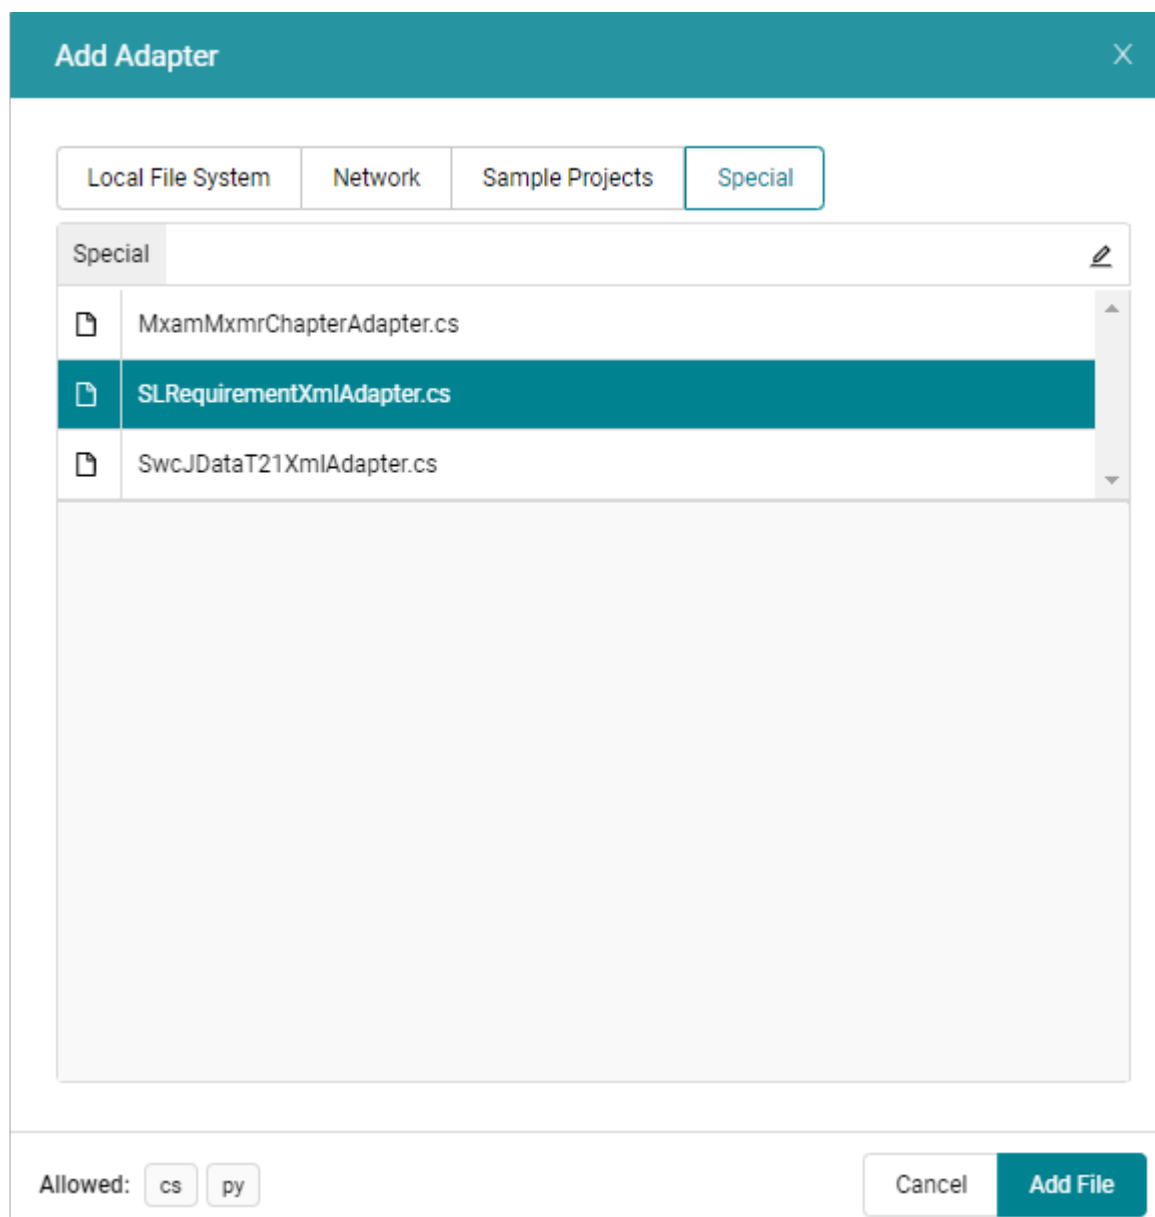 Add Adapter X
Local File System Network Sample Projects Special
Special
MxamMxmrChapterAdapter.cs
SLRequirementXmlAdapter.cs
SwcJDataT21XmlAdapter.cs
Allowed: cs py Cancel Add File